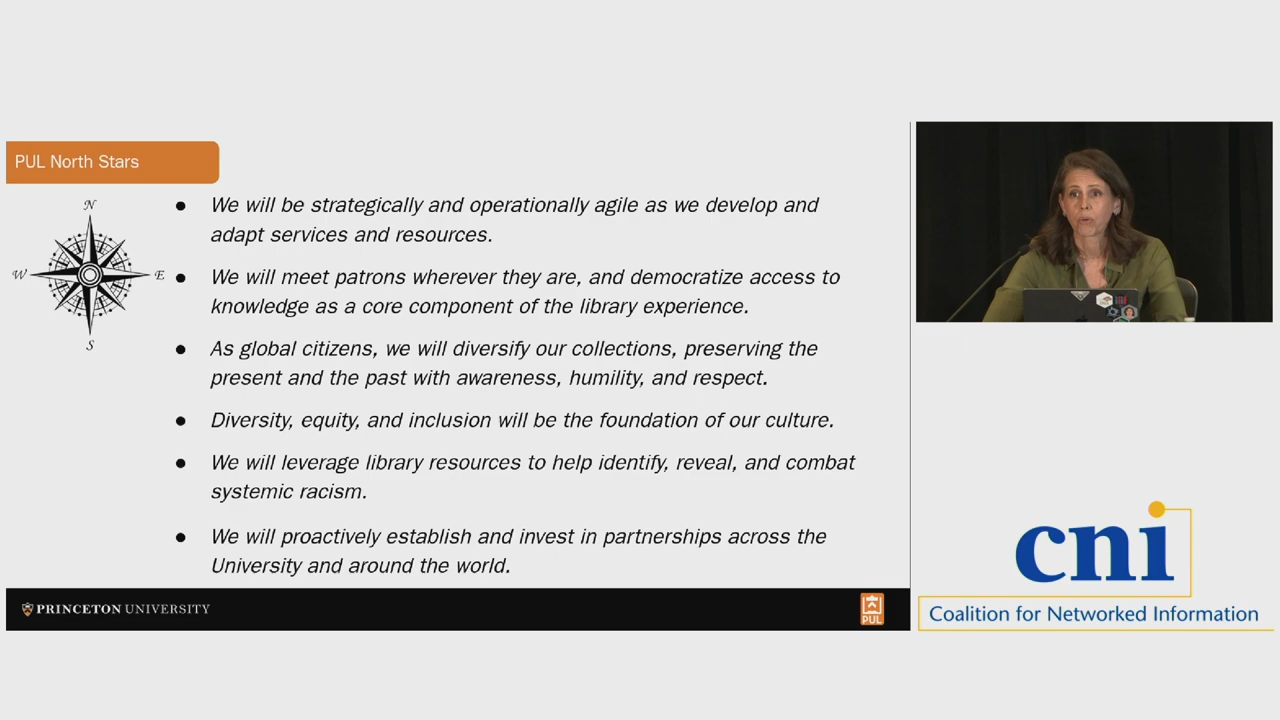 PUL North Stars
N
W
E
S
● We will be strategically and operationally agile as we develop and
adapt services and resources.
● We will meet patrons wherever they are, and democratize access to
knowledge as a core component of the library experience.
● As global citizens, we will diversify our collections, preserving the
present and the past with awareness, humility, and respect.
● Diversity, equity, and inclusion will be the foundation of our culture.
● We will leverage library resources to help identify, reveal, and combat
systemic racism.
● We will proactively establish and invest in partnerships across the
University and around the world.
PRINCETON UNIVERSITY
PUL
cni
Coalition for Networked Information